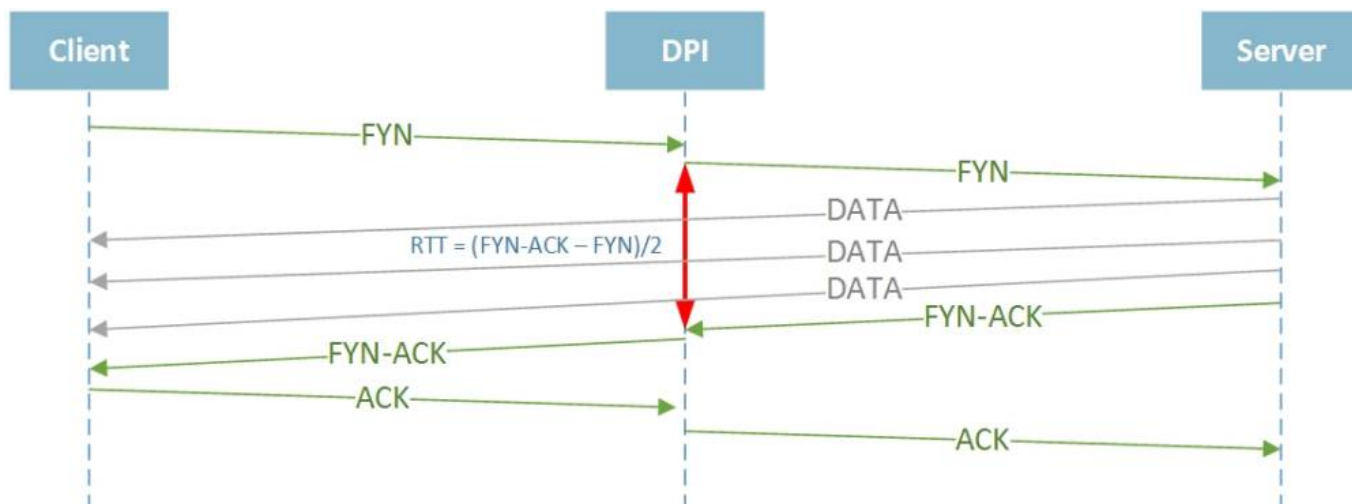 Client
DPI
Server
FYN
FYN
DATA
RTT = (FYN-ACK – FYN)/2
DATA
DATA
FYN-ACK
FYN-ACK
ACK
ACK